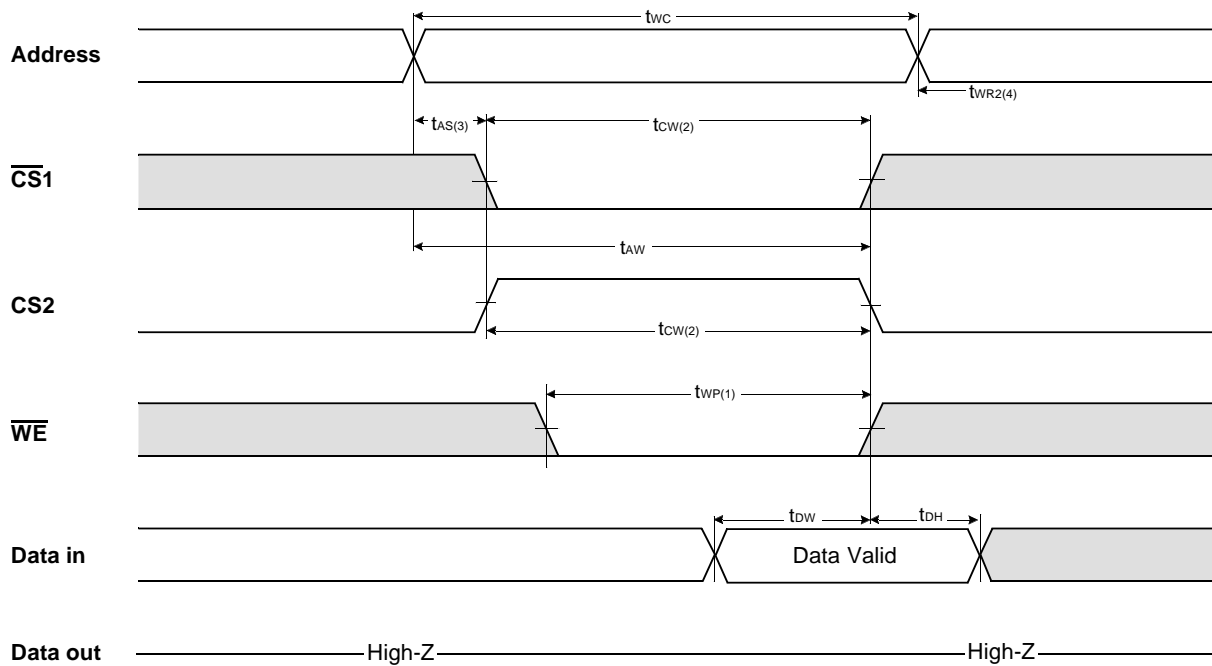 tWC
Address
tWR2(4)
tAS(3)
tCW(2)
CS1
tAW
CS2
tCW(2)
tWP(1)
WE
tDW
tDH
Data in
Data Valid
Data out
High-Z
High-Z